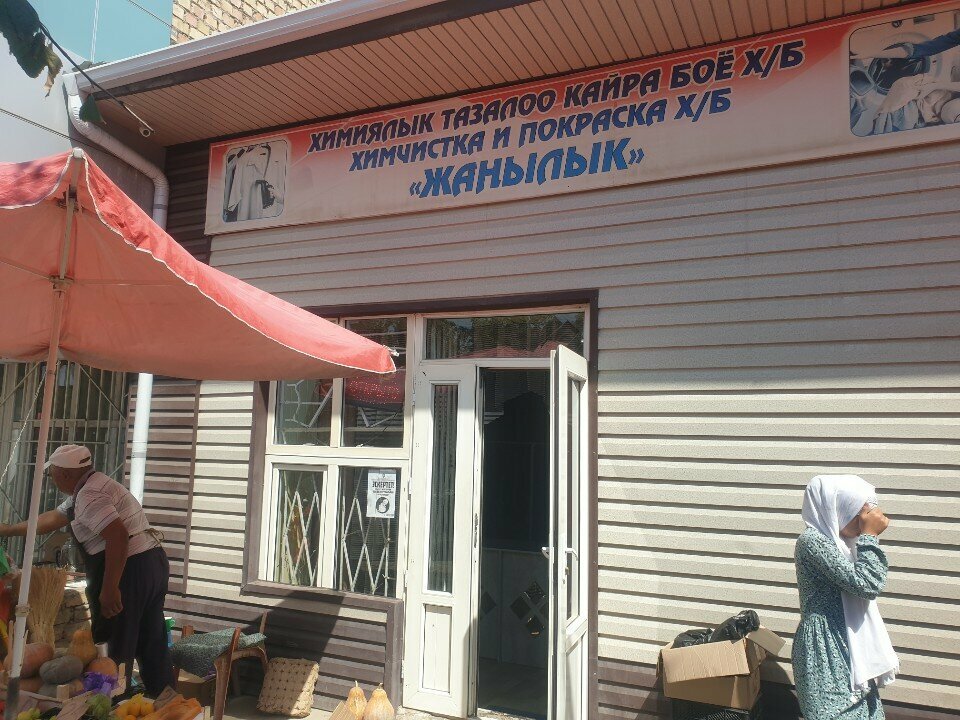 ХИМИЯЛЫК ТАЗАЛОО КАЙРА БОЁ Х/Б
ХИМЧИСТКА И ПОКРАСКА Х/Б
«ЖАҢЫЛЫК»